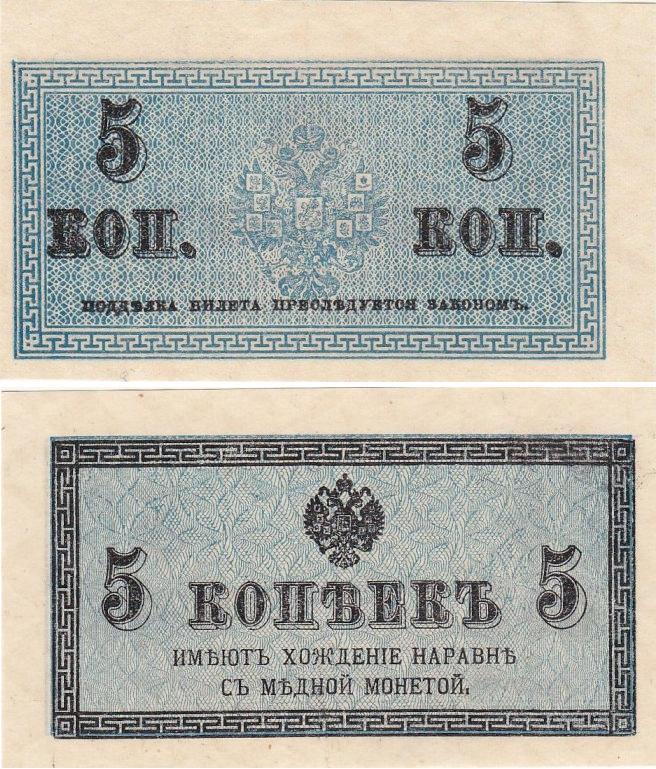 5 5
КОП. КОП.
ПОДДѢЛКА БИЛЕТА ПРЕСЛѢДУЕТСЯ ЗАКОНОМЪ.
5 КОПѢЕКЪ 5
ИМѢЮТЪ ХОЖДЕНІЕ НАРАВНѢ
СЪ МѢДНОЙ МОНЕТОЙ.